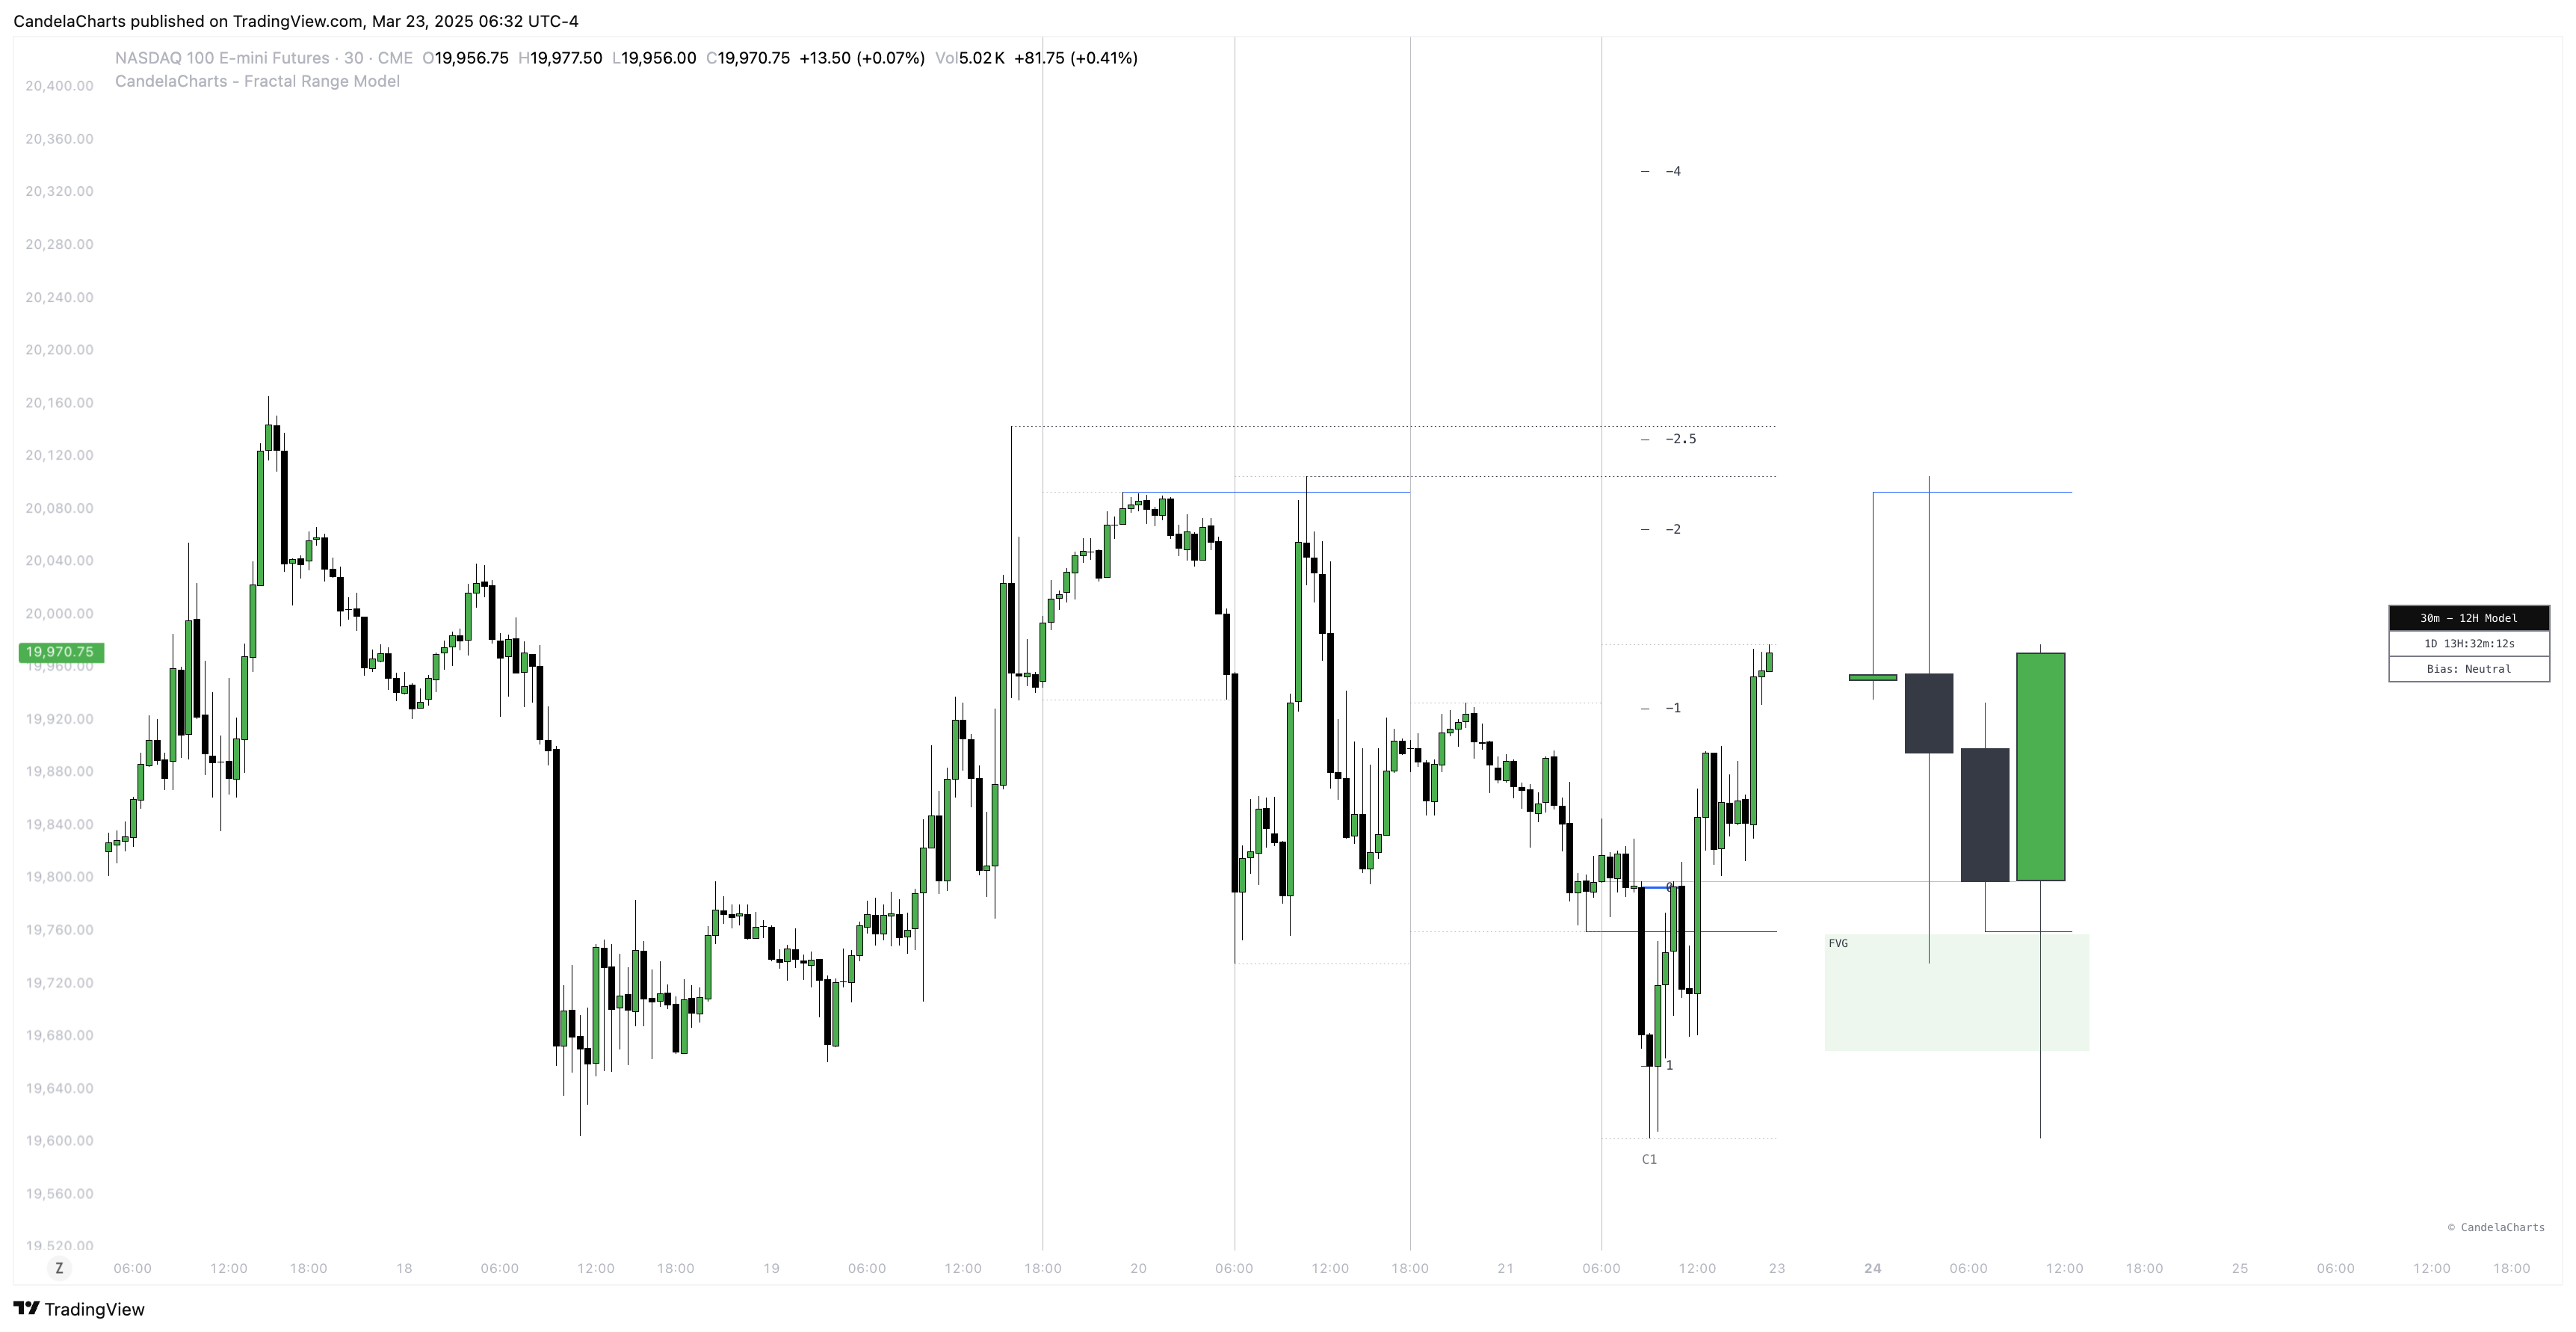 CandelaCharts published on TradingView.com, Mar 23, 2025 06:32 UTC-4
NASDAQ 100 E-mini Futures · 30 · CME O19,956.75 H19,977.50 L19,956.00 C19,970.75 +13.50 (+0.07%) Vol5.02 K +81.75 (+0.41%)
CandelaCharts - Fractal Range Model
20,400.00
20,360.00
20,320.00
20,280.00
20,240.00
20,200.00
20,160.00
20,120.00
20,080.00
20,040.00
20,000.00
19,970.75
19,960.00
19,920.00
19,880.00
19,840.00
19,800.00
19,760.00
19,720.00
19,680.00
19,640.00
19,600.00
19,560.00
19,520.00
−4
−2.5
−2
−1
0
1
C1
FVG
30m − 12H Model
1D 13H:32m:12s
Bias: Neutral
© CandelaCharts
Z 06:00 12:00 18:00 18 06:00 12:00 18:00 19 06:00 12:00 18:00 20 06:00 12:00 18:00 21 06:00 12:00 23 24 06:00 12:00 18:00 25 06:00 12:00 18:00
TradingView